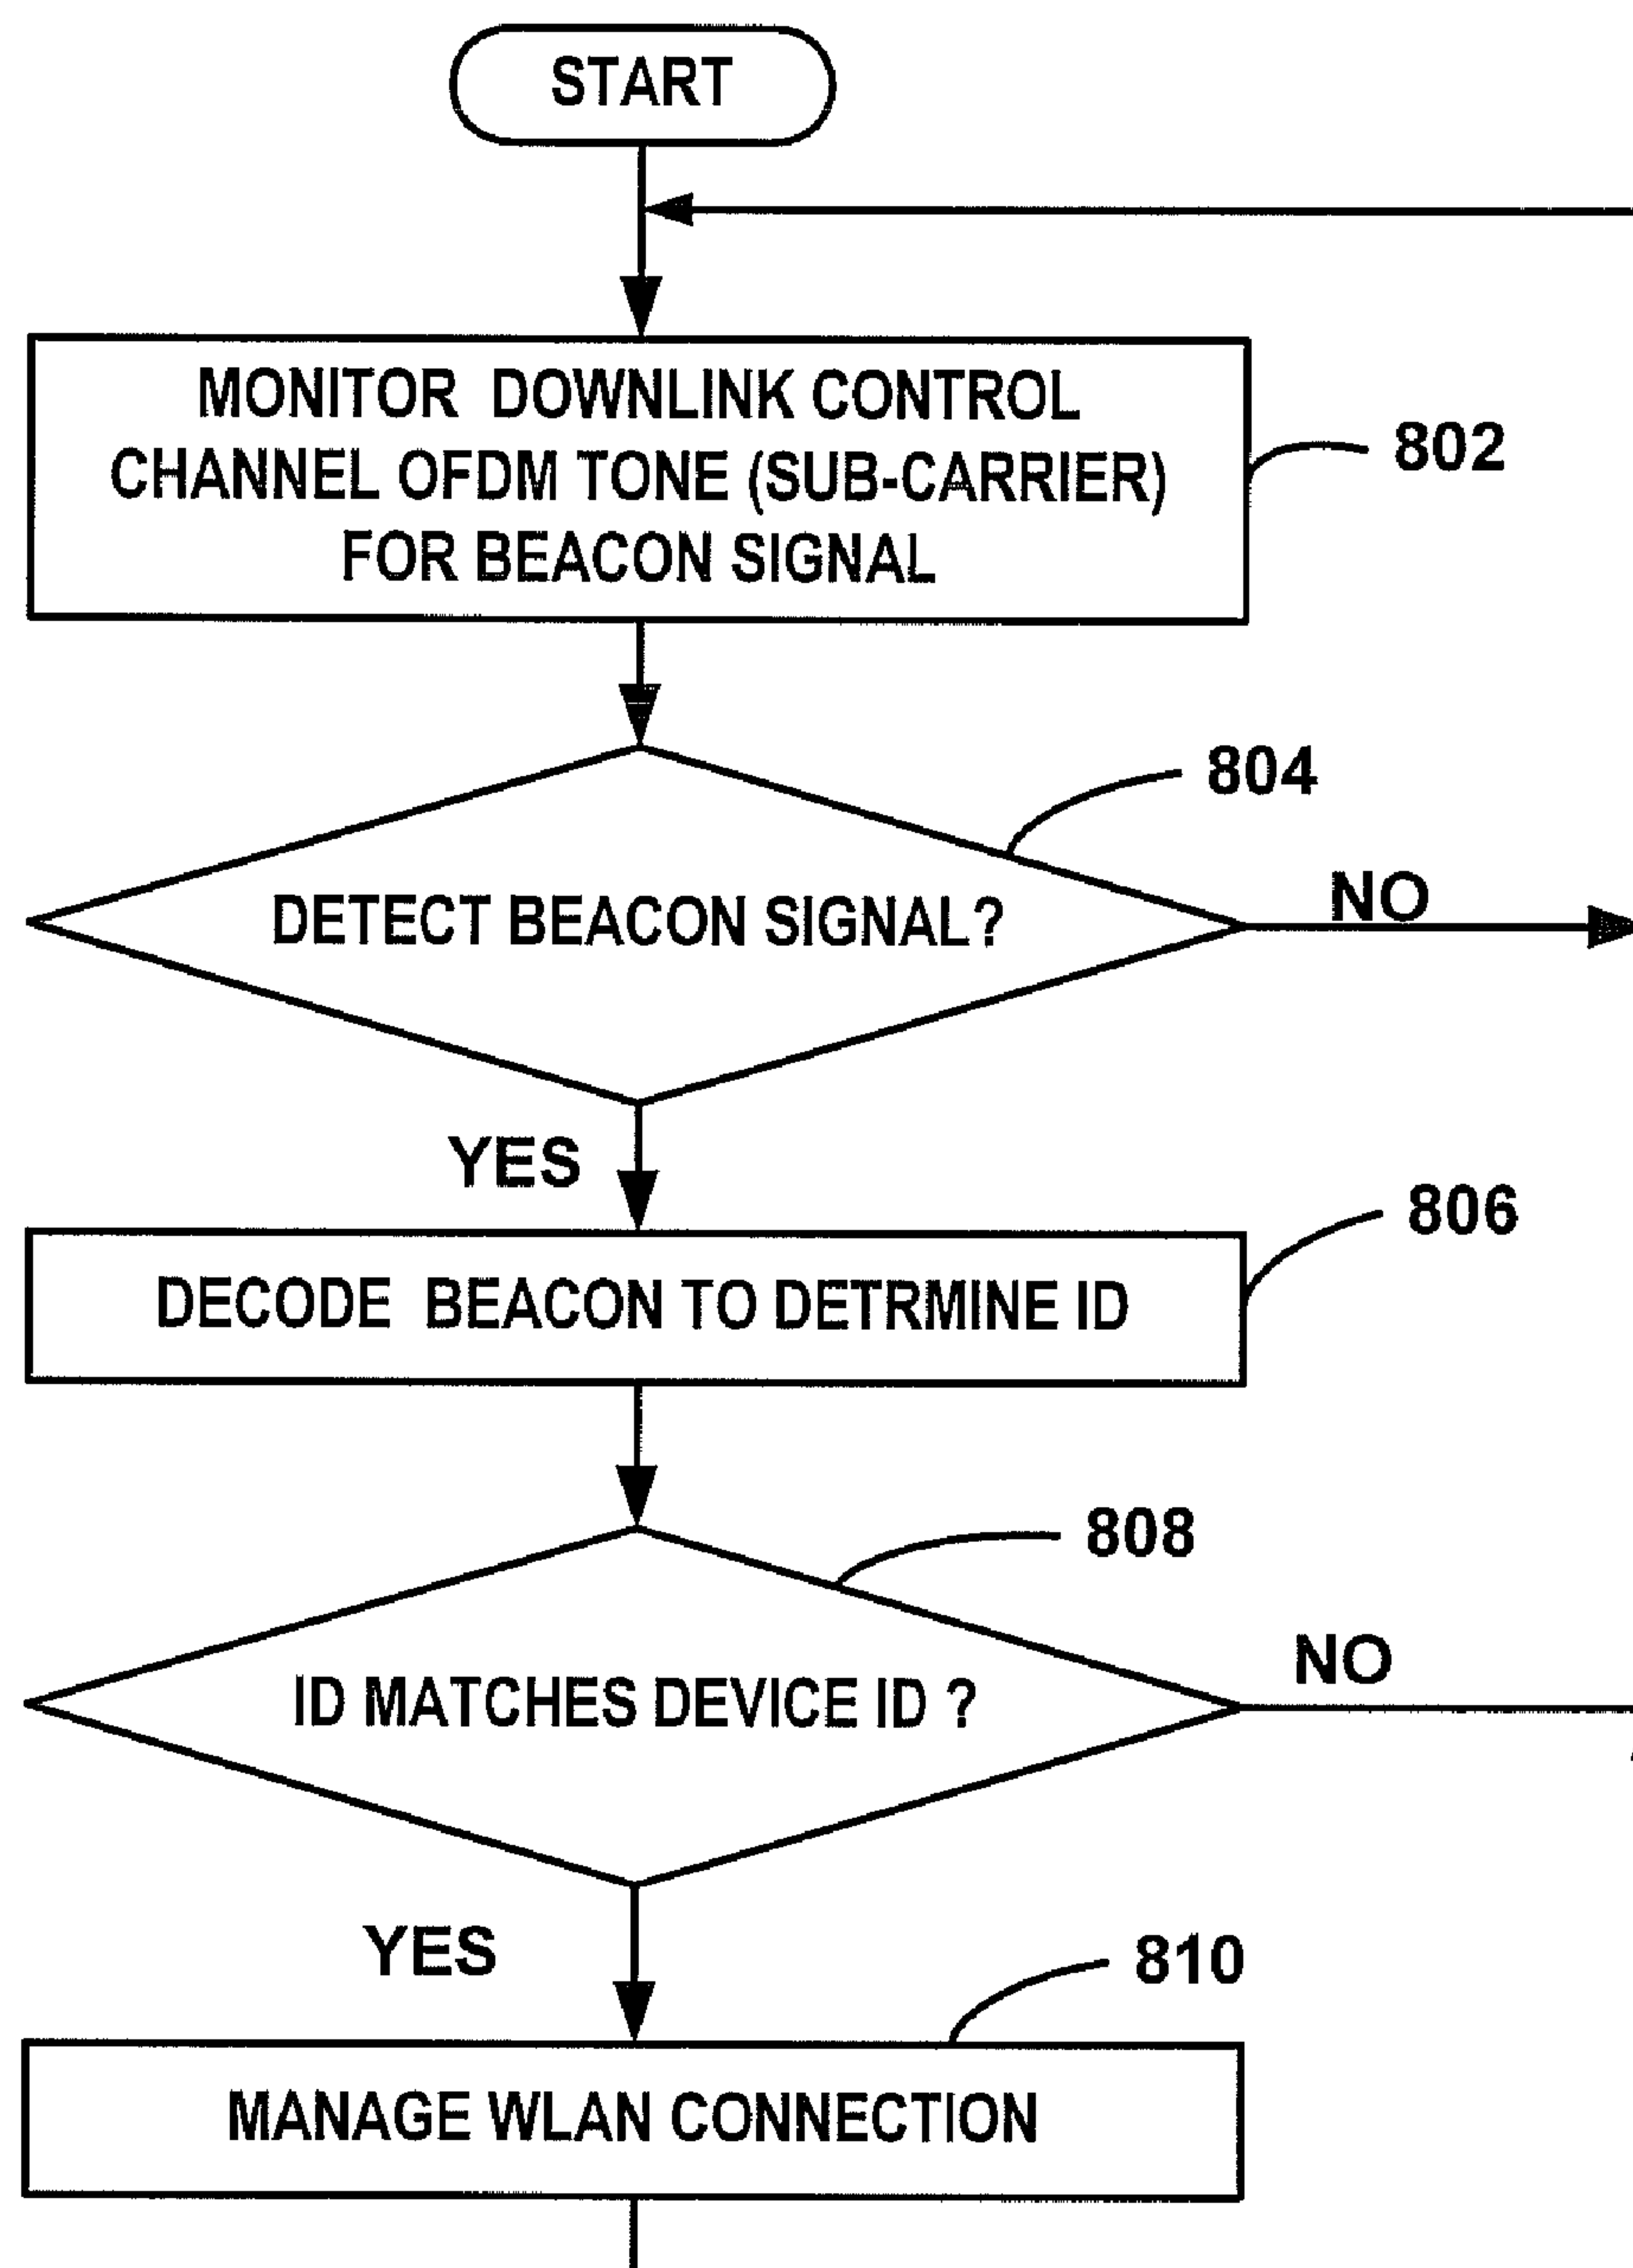 START
MONITOR DOWNLINK CONTROL
CHANNEL OFDM TONE (SUB-CARRIER)
FOR BEACON SIGNAL
802
804
DETECT BEACON SIGNAL?
NO
YES
806
DECODE BEACON TO DETRMINE ID
808
ID MATCHES DEVICE ID ?
NO
YES
810
MANAGE WLAN CONNECTION